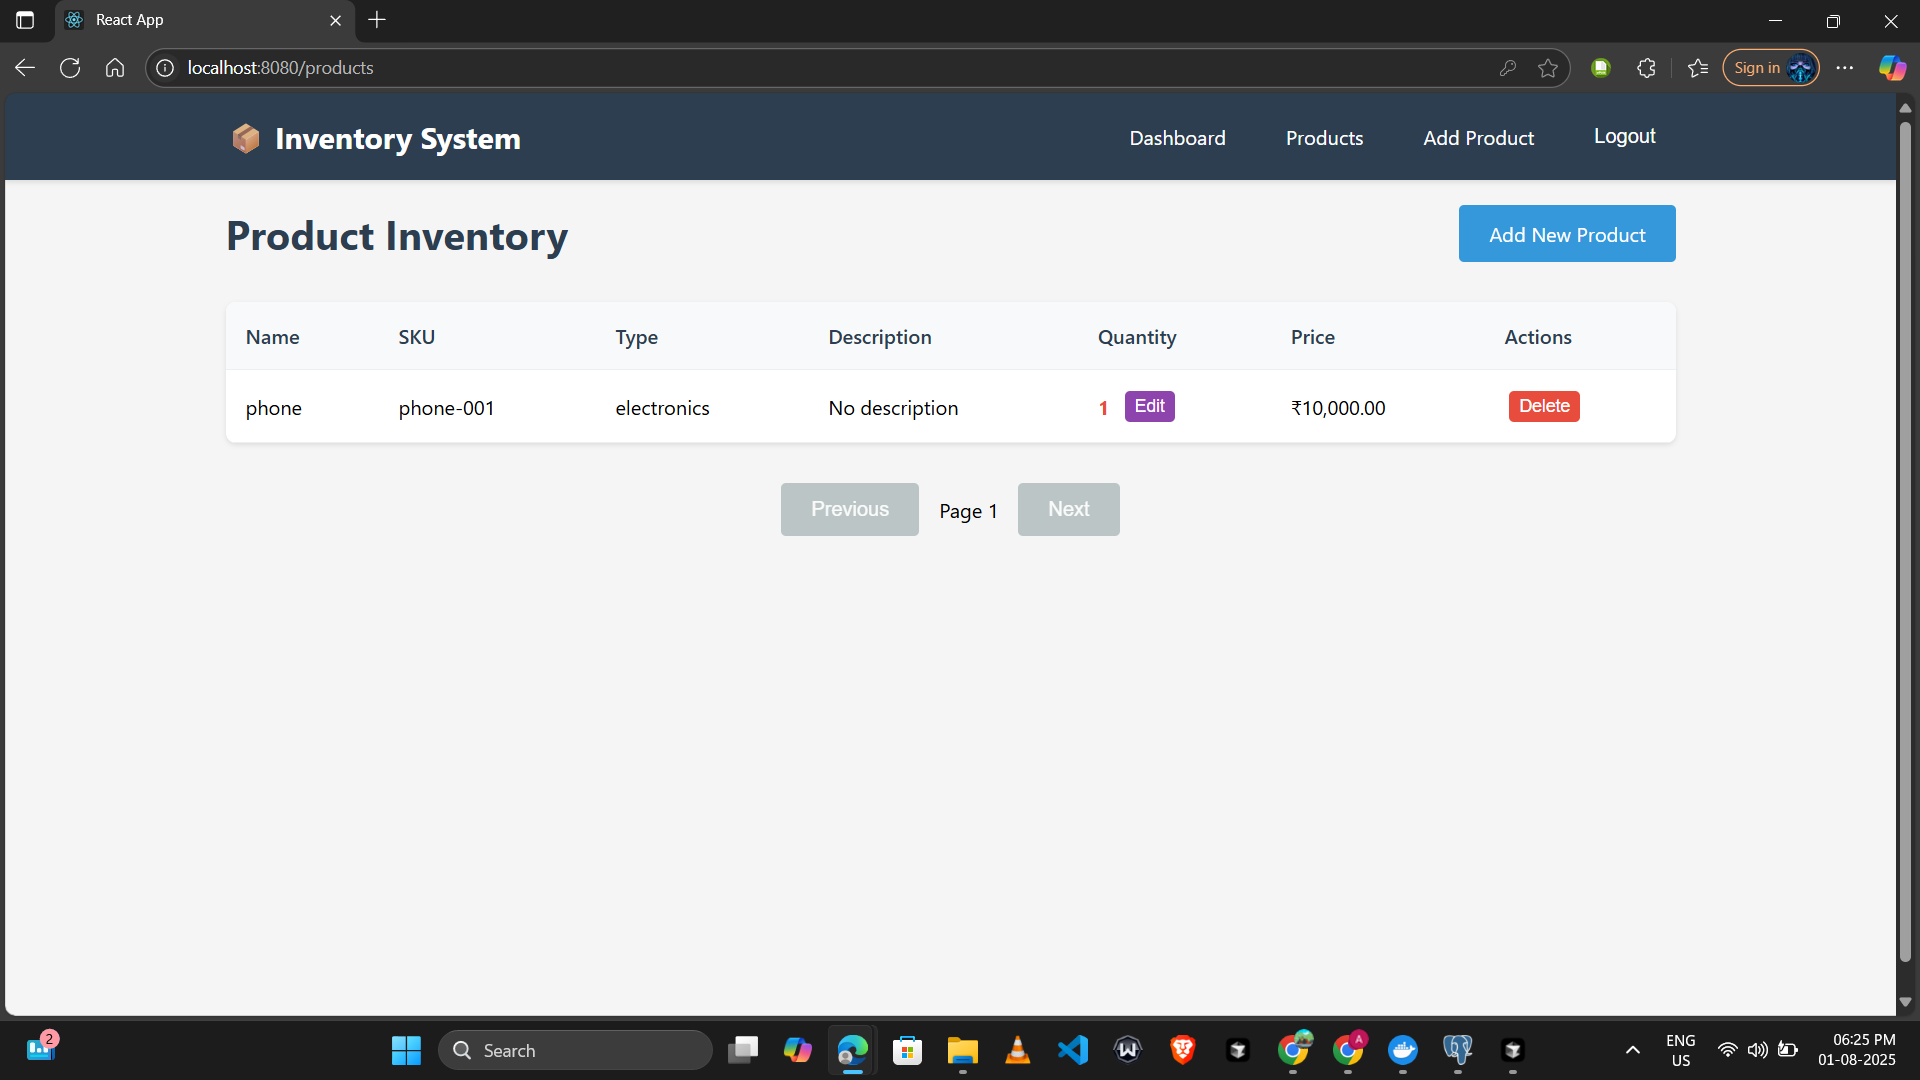 React App
localhost:8080/products
Sign in
Inventory System
Dashboard
Products
Add Product
Logout
Product Inventory
Add New Product
Name SKU Type Description Quantity Price Actions
phone phone-001 electronics No description 1 Edit ₹10,000.00 Delete
Previous Page 1 Next
2
Search
A
ENG
US
06:25 PM
01-08-2025